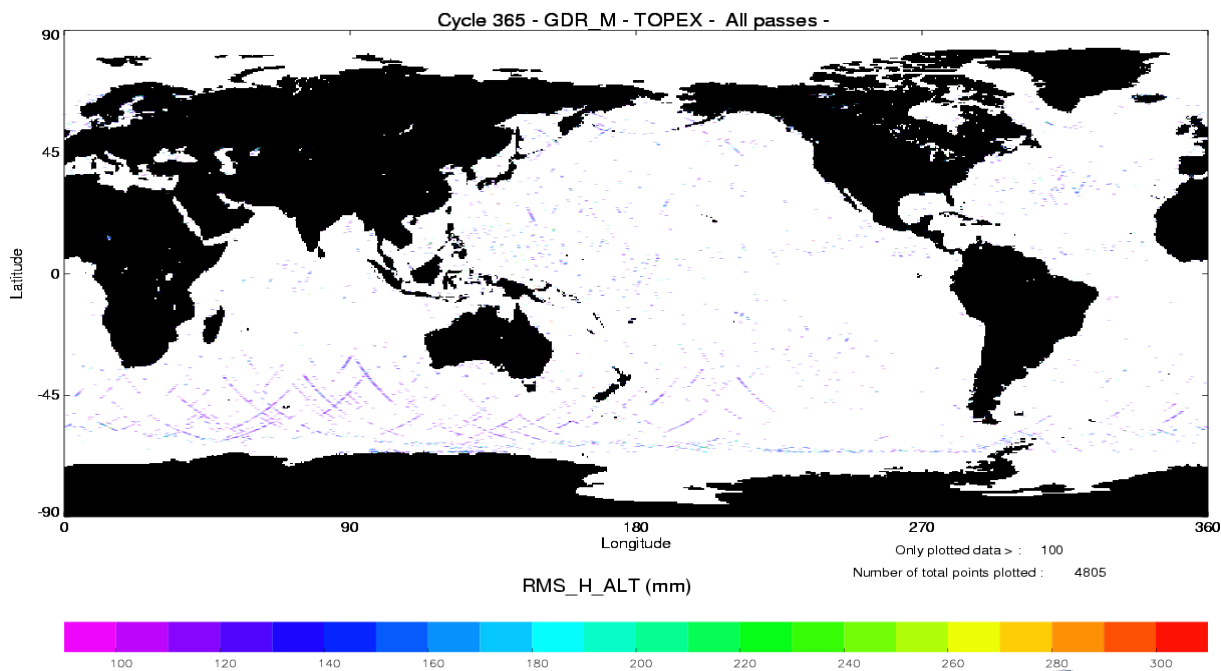 Cycle 365 - GDR_M - TOPEX - All passes -
90
45
0
-45
-90
Latitude
0 90 180 270 360
Longitude
Only plotted data > : 100
Number of total points plotted : 4805
RMS_H_ALT (mm)
100 120 140 160 180 200 220 240 260 280 300